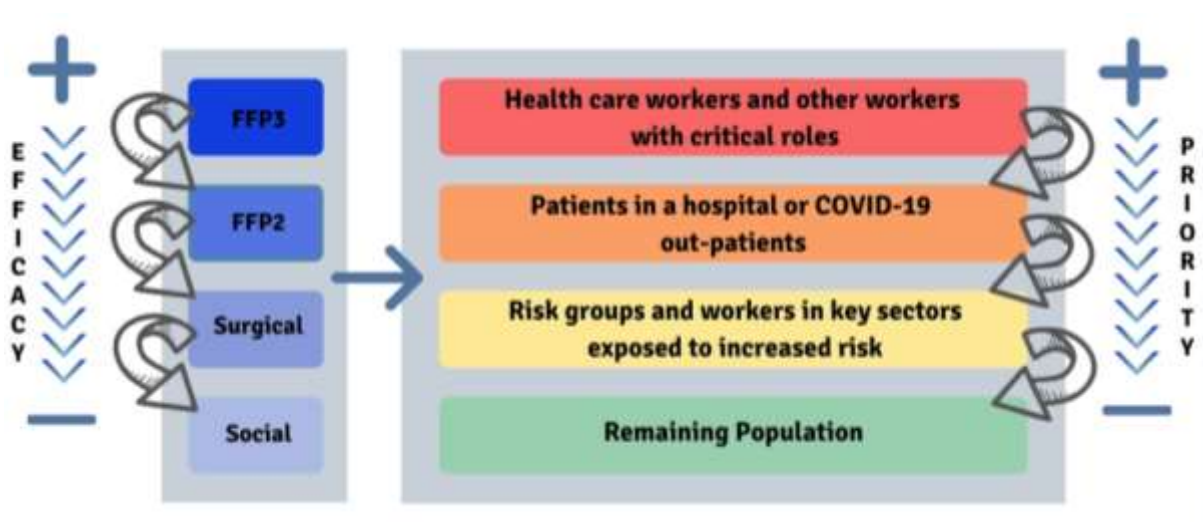 EFFICACY
FFP3
FFP2
Surgical
Social
Health care workers and other workers
with critical roles
Patients in a hospital or COVID-19
out-patients
Risk groups and workers in key sectors
exposed to increased risk
Remaining Population
PRIORITY